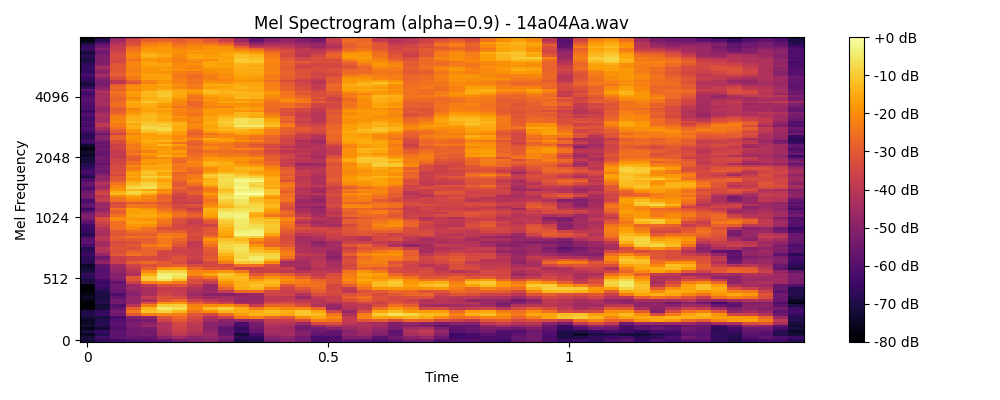 Mel Spectrogram (alpha=0.9) - 14a04Aa.wav
Mel Frequency
4096
2048
1024
512
0
0
0.5
1
Time
+0 dB
-10 dB
-20 dB
-30 dB
-40 dB
-50 dB
-60 dB
-70 dB
-80 dB